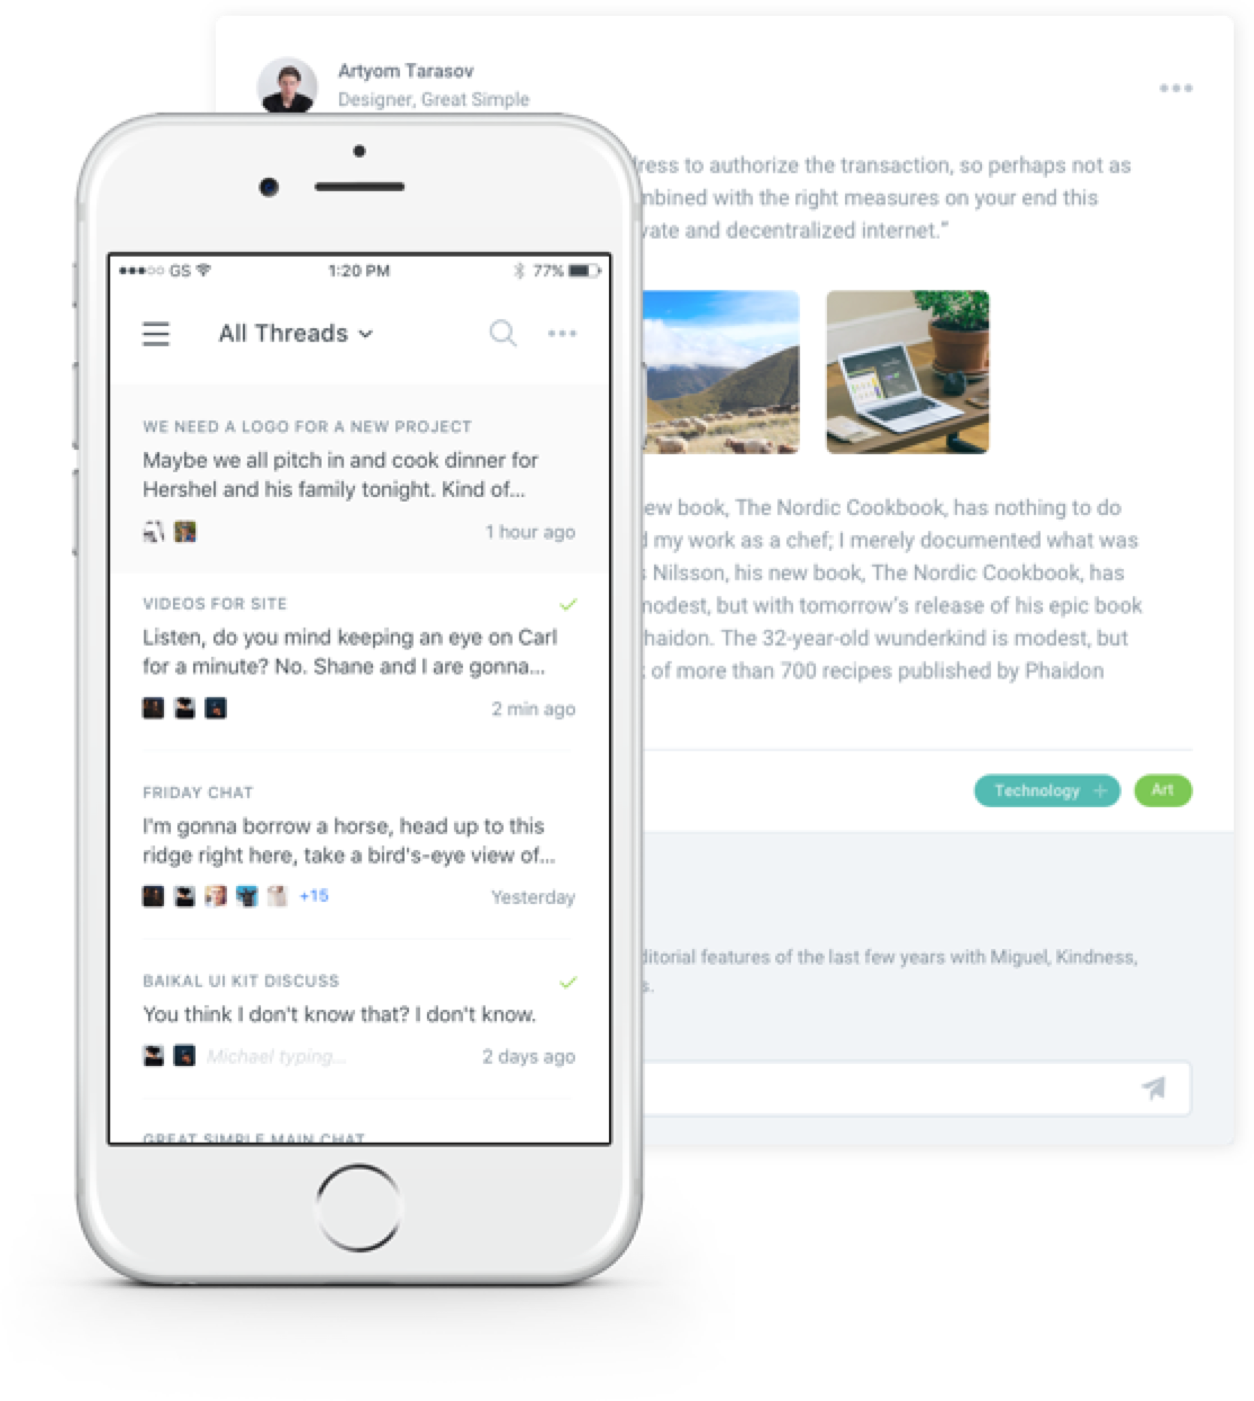 Artyom Tarasov
Designer, Great Simple
to authorize the transaction, so perhaps not as
with the right measures on your end this
and decentralized internet.”
GS
1:20 PM
77%
All Threads
WE NEED A LOGO FOR A NEW PROJECT
Maybe we all pitch in and cook dinner for
Hershel and his family tonight. Kind of...
1 hour ago
VIDEOS FOR SITE
Listen, do you mind keeping an eye on Carl
for a minute? No. Shane and I are gonna...
2 min ago
FRIDAY CHAT
I'm gonna borrow a horse, head up to this
ridge right here, take a bird's-eye view of...
+15
Yesterday
BAIKAL UI KIT DISCUSS
You think I don't know that? I don't know.
Michael typing...
2 days ago
GREAT SIMPLE MAIN CHAT
book, The Nordic Cookbook, has nothing to do
my work as a chef; I merely documented what was
Nilsson, his new book, The Nordic Cookbook, has
modest, but with tomorrow’s release of his epic book
The 32-year-old wunderkind is modest, but
of more than 700 recipes published by Phaidon
Technology +
Art
features of the last few years with Miguel, Kindness,